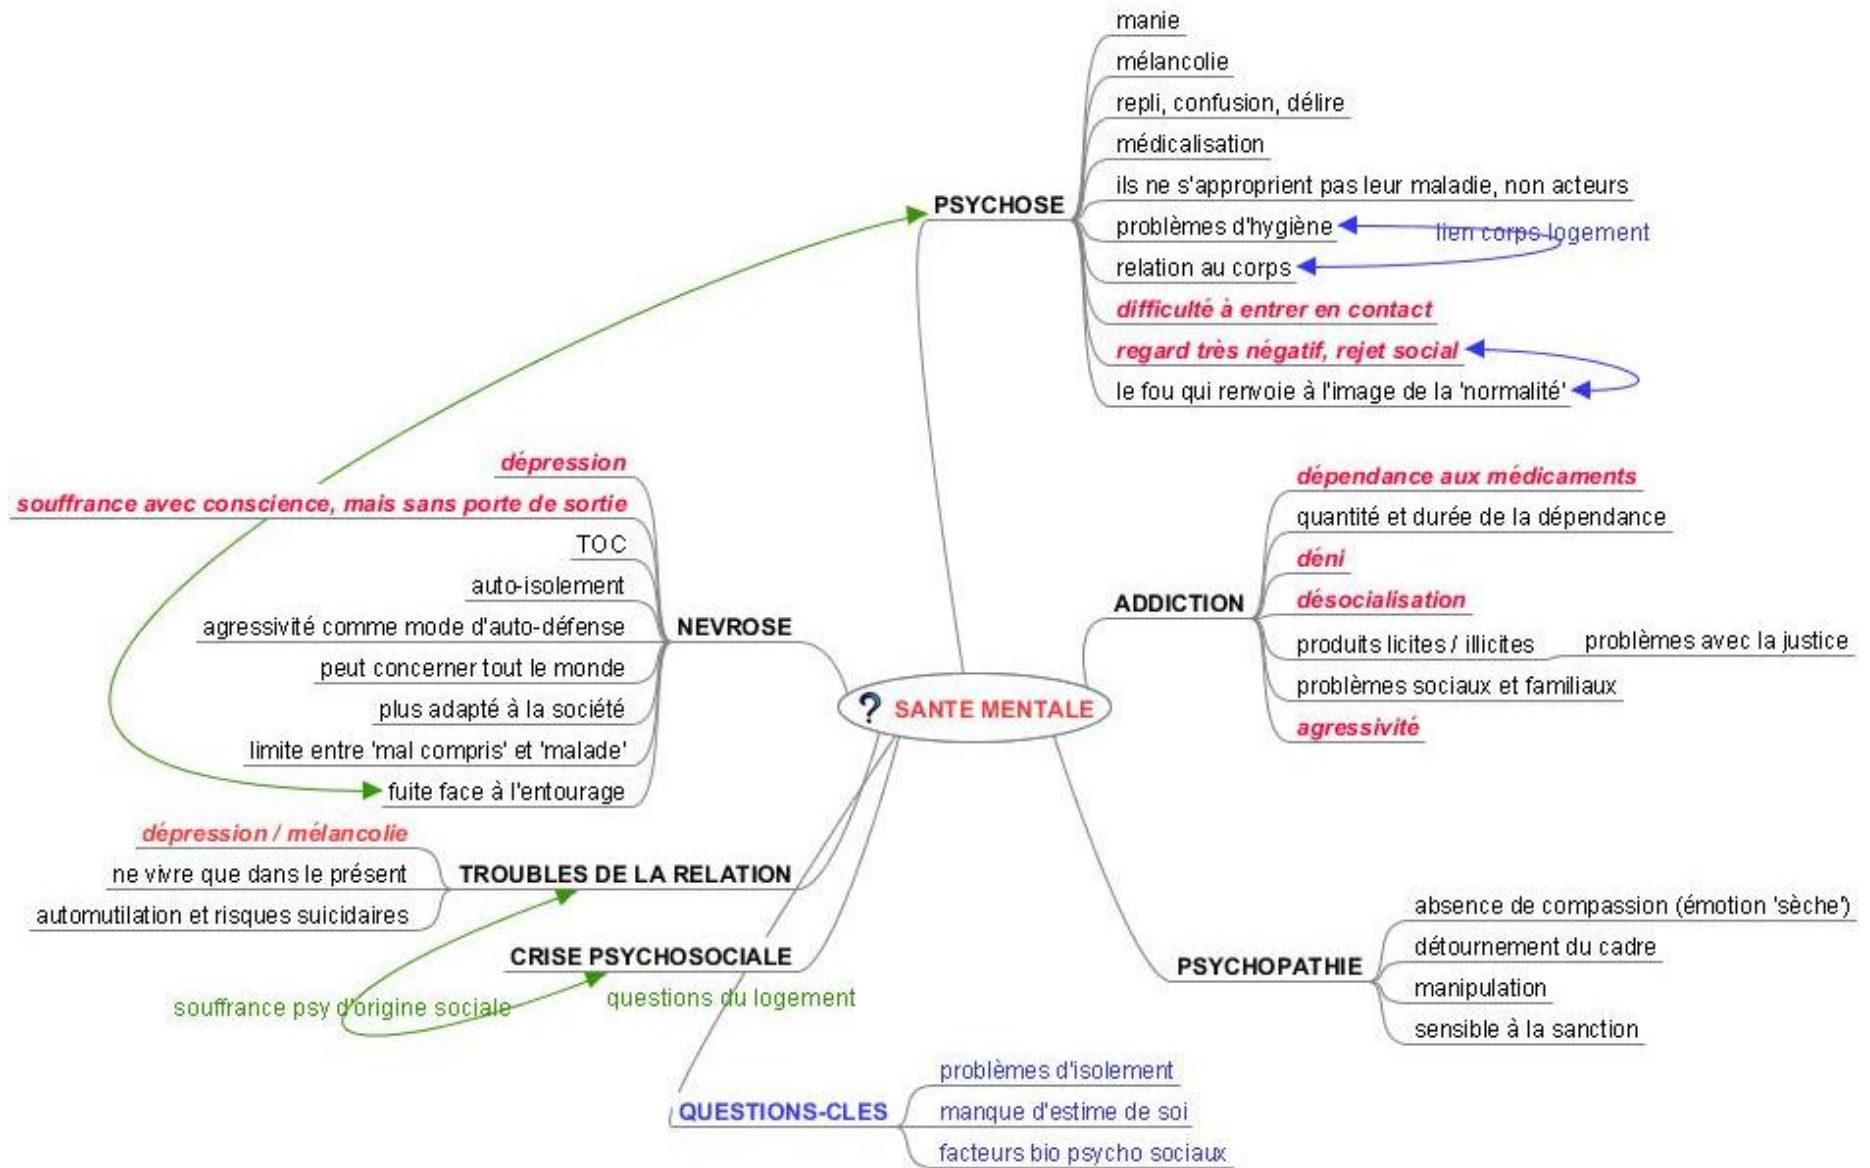 manie
mélancolie
repli, confusion, délire
médicalisation
ils ne s'approprient pas leur maladie, non acteurs
PSYCHOSE
problèmes d'hygiène
lien corps logement
relation au corps
difficulté à entrer en contact
regard très négatif, rejet social
le fou qui renvoie à l'image de la 'normalité'
dépression
souffrance avec conscience, mais sans porte de sortie
TOC
auto-isolement
agressivité comme mode d'auto-défense
NEVROSE
peut concerner tout le monde
plus adapté à la société
limite entre 'mal compris' et 'malade'
fuite face à l'entourage
dépendance aux médicaments
quantité et durée de la dépendance
déni
ADDICTION
désocialisation
produits licites / illicites
problèmes avec la justice
problèmes sociaux et familiaux
agressivité
? SANTE MENTALE
dépression / mélancolie
ne vivre que dans le présent
TROUBLES DE LA RELATION
automutilation et risques suicidaires
CRISE PSYCHOSOCIALE
souffrance psy d'origine sociale
questions du logement
absence de compassion (émotion 'sèche')
détournement du cadre
PSYCHOPATHIE
manipulation
sensible à la sanction
problèmes d'isolement
QUESTIONS-CLES
manque d'estime de soi
facteurs bio psycho sociaux